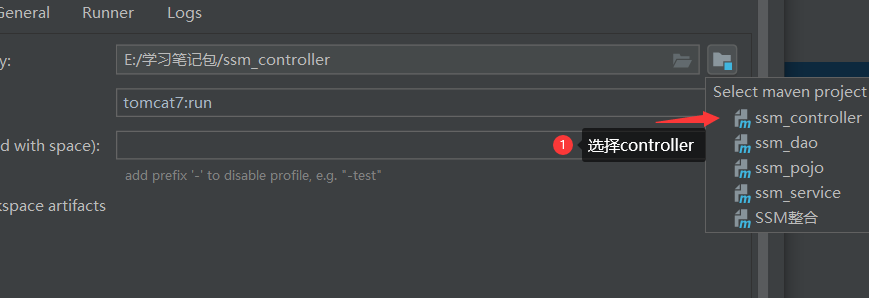 General Runner Logs
y: E:/学习笔记包/ssm_controller
Select maven project
tomcat7:run
ssm_controller
d with space): 1 选择controller
ssm_dao
add prefix '-' to disable profile, e.g. "-test"
ssm_pojo
ssm_service
kspace artifacts
SSM整合